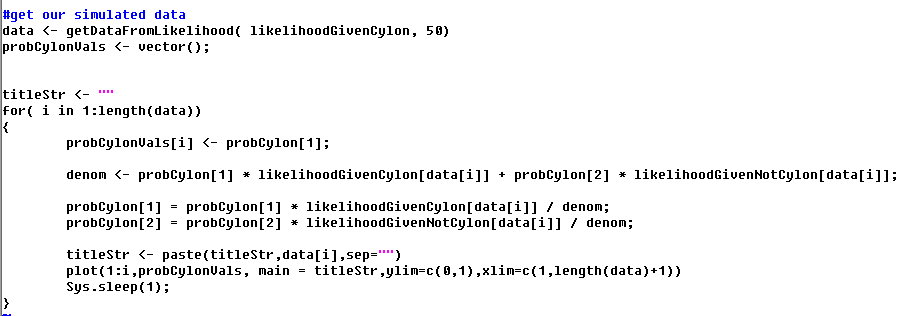 #get our simulated data
data <- getDataFromLikelihood( likelihoodGivenCylon, 50)
probCylonVals <- vector();
titleStr <- ""
for( i in 1:length(data))
{
probCylonVals[i] <- probCylon[1];
denom <- probCylon[1] * likelihoodGivenCylon[data[i]] + probCylon[2] * likelihoodGivenNotCylon[data[i]];
probCylon[1] = probCylon[1] * likelihoodGivenCylon[data[i]] / denom;
probCylon[2] = probCylon[2] * likelihoodGivenNotCylon[data[i]] / denom;
titleStr <- paste(titleStr,data[i],sep="")
plot(1:i,probCylonVals, main = titleStr,ylim=c(0,1),xlim=c(1,length(data)+1))
Sys.sleep(1);
}